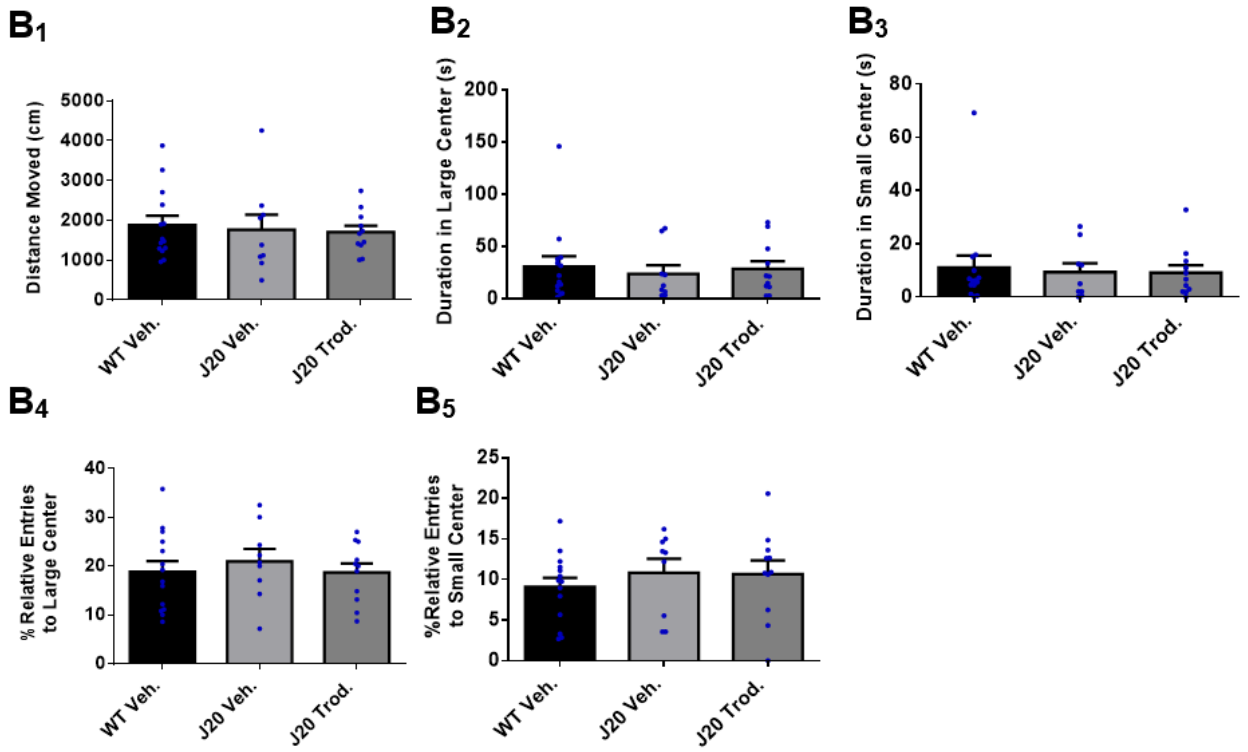 B1
Distance Moved (cm)
5000
4000
3000
2000
1000
0
WT Veh.
J20 Veh.
J20 Trod.
B2
Duration in Large Center (s)
200
150
100
50
0
WT Veh.
J20 Veh.
J20 Trod.
B3
Duration in Small Center (s)
80
60
40
20
0
WT Veh.
J20 Veh.
J20 Trod.
B4
%Relative Entries
to Large Center
40
30
20
10
0
WT Veh.
J20 Veh.
J20 Trod.
B5
%Relative Entries
to Small Center
25
20
15
10
5
0
WT Veh.
J20 Veh.
J20 Trod.